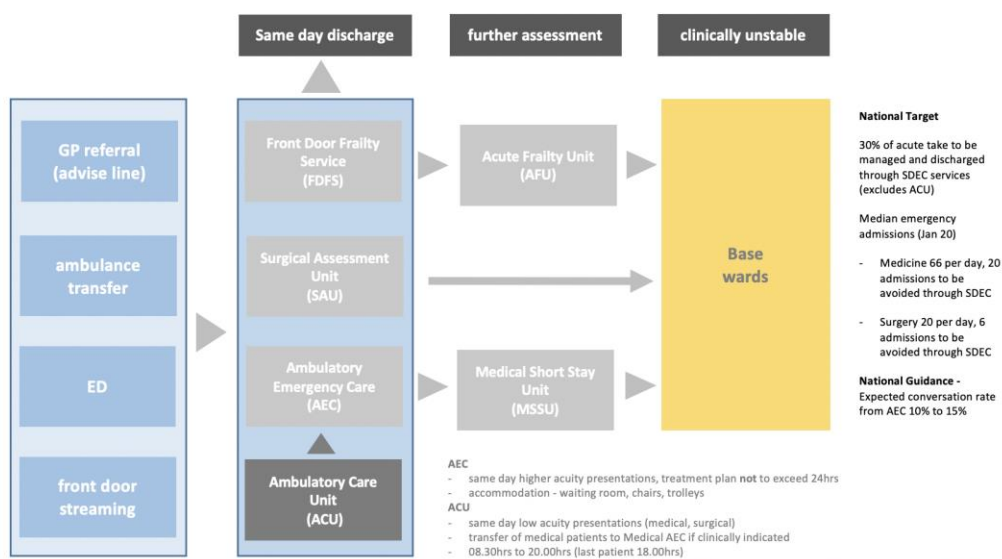 Same day discharge
further assessment
clinically unstable
GP referral
(advise line)
ambulance
transfer
ED
front door
streaming
Front Door Frailty
Service
(FDFS)
Surgical Assessment
Unit
(SAU)
Ambulatory
Emergency Care
(AEC)
Ambulatory Care
Unit
(ACU)
Acute Frailty Unit
(AFU)
Medical Short Stay
Unit
(MSSU)
Base
wards
National Target
30% of acute take to be
managed and discharged
through SDEC services
(excludes ACU)
Median emergency
admissions (Jan 20)
- Medicine 66 per day, 20
admissions to be
avoided through SDEC
- Surgery 20 per day, 6
admissions to be
avoided through SDEC
National Guidance -
Expected conversation rate
from AEC 10% to 15%
AEC
- same day higher acuity presentations, treatment plan not to exceed 24hrs
- accommodation - waiting room, chairs, trolleys
ACU
- same day low acuity presentations (medical, surgical)
- transfer of medical patients to Medical AEC if clinically indicated
- 08.30hrs to 20.00hrs (last patient 18.00hrs)